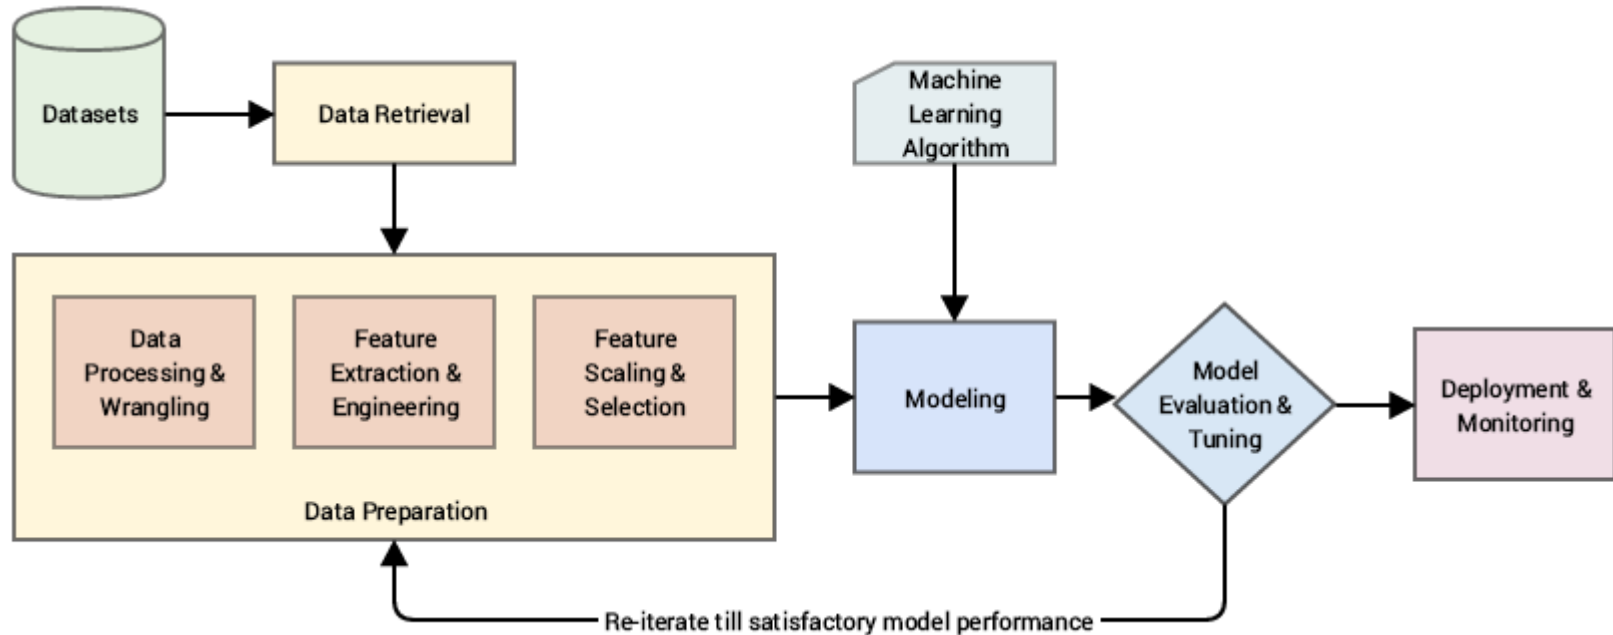 Datasets
Data Retrieval
Machine
Learning
Algorithm
Data
Processing &
Wrangling
Feature
Extraction &
Engineering
Feature
Scaling &
Selection
Data Preparation
Modeling
Model
Evaluation &
Tuning
Deployment &
Monitoring
Re-iterate till satisfactory model performance